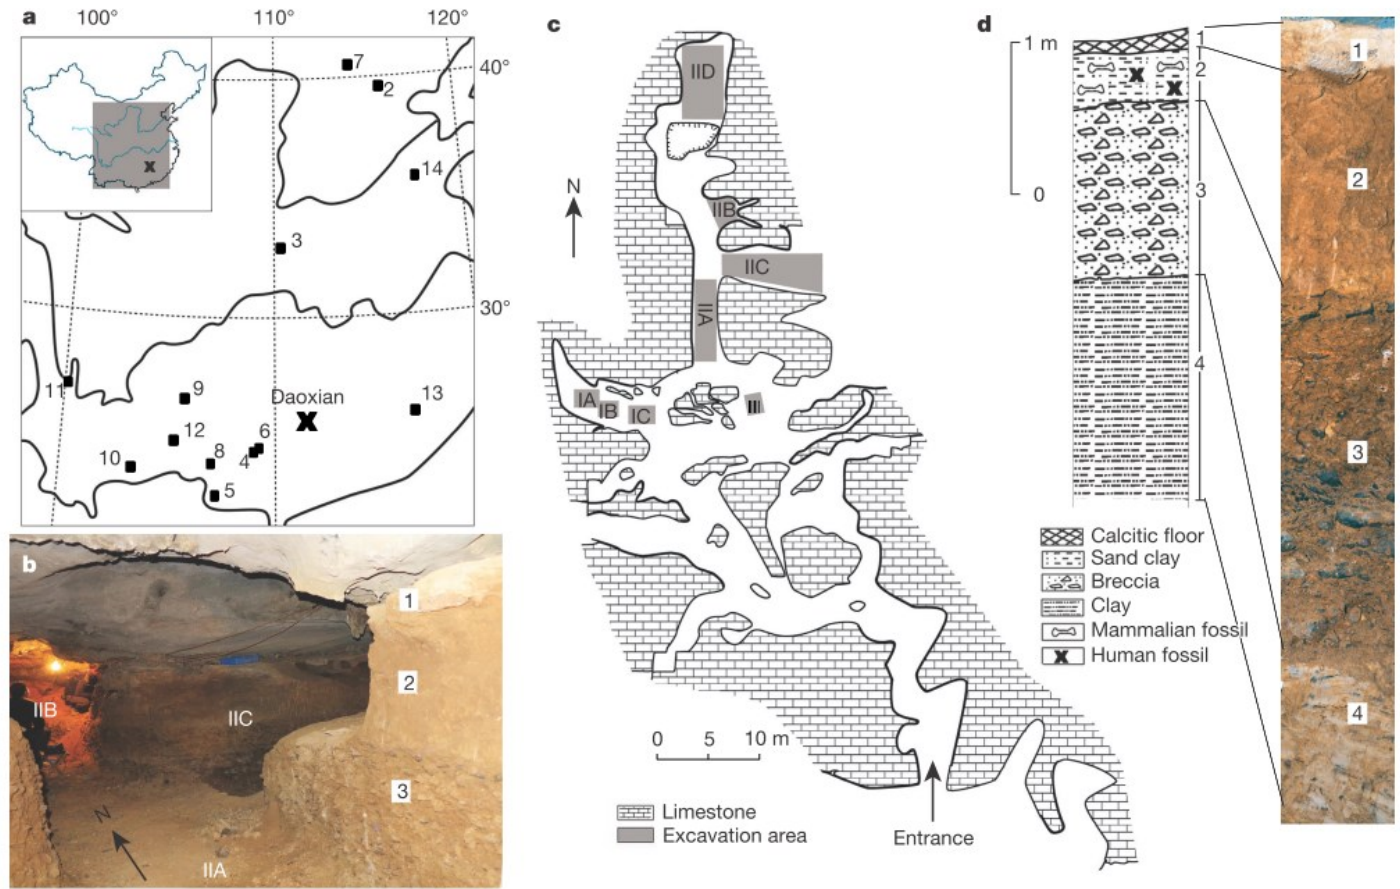 a
100°
110°
120°
40°
7
2
14
3
30°
11
9
Daoxian
13
12
6
10
8
4
5
x
b
1
2
3
IIB
IIC
N
IIA
c
IID
N
IIB
IIC
IIA
IA
IB
IC
III
0 5 10 m
Limestone
Excavation area
Entrance
d
1 m
0
1
2
3
4
Calcitic floor
Sand clay
Breccia
Clay
Mammalian fossil
Human fossil
1
2
3
4